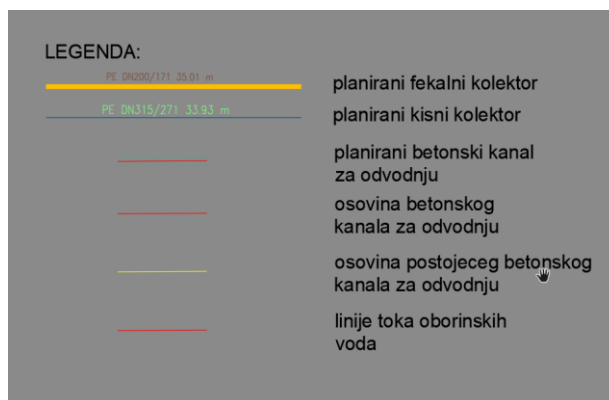 LEGENDA:
PE DN200/171 35.01 m
planirani fekalni kolektor
PE DN315/271 33.93 m
planirani kisni kolektor
planirani betonski kanal
za odvodnju
osovina betonskog
kanala za odvodnju
osovina postojeceg betonskog
kanala za odvodnju
linije toka oborinskih
voda